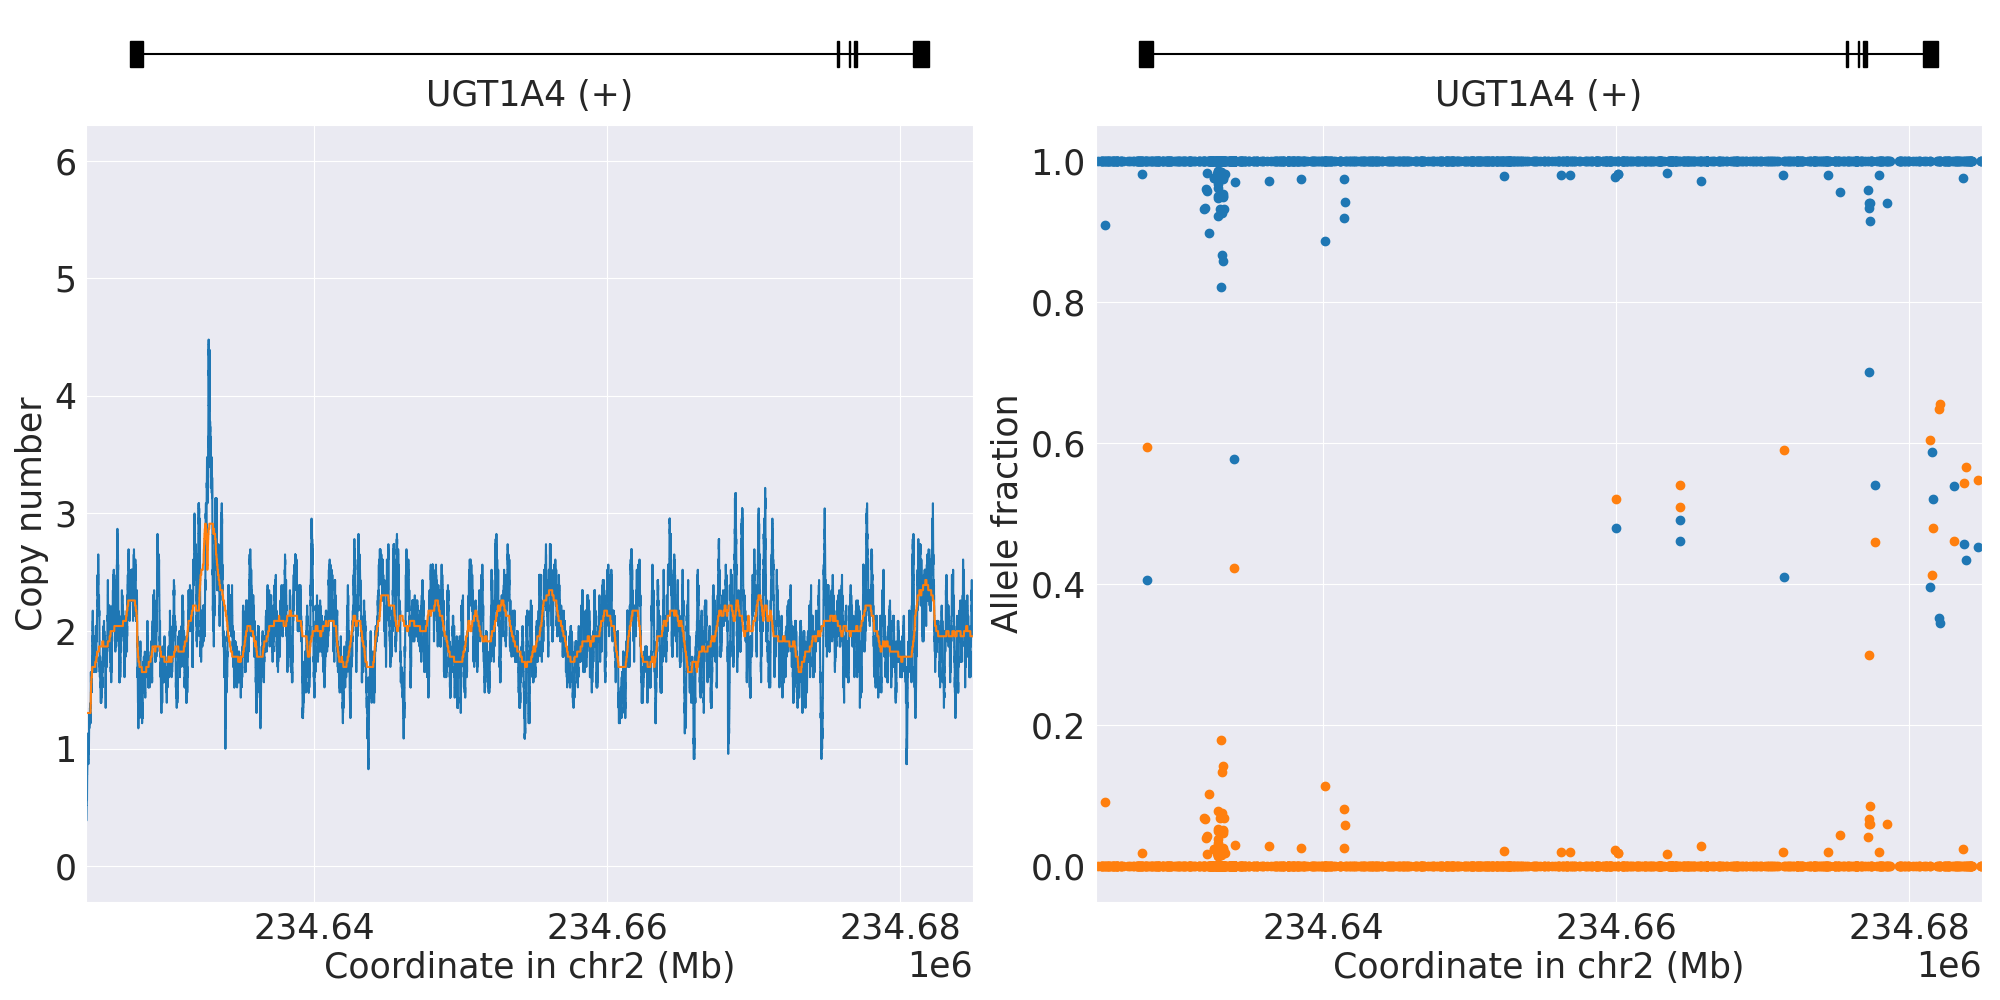 UGT1A4 (+)
6
5
4
3
2
1
0
Copy number
234.64
234.66
234.68
Coordinate in chr2 (Mb)
1e6
UGT1A4 (+)
1.0
0.8
0.6
0.4
0.2
0.0
Allele fraction
234.64
234.66
234.68
Coordinate in chr2 (Mb)
1e6